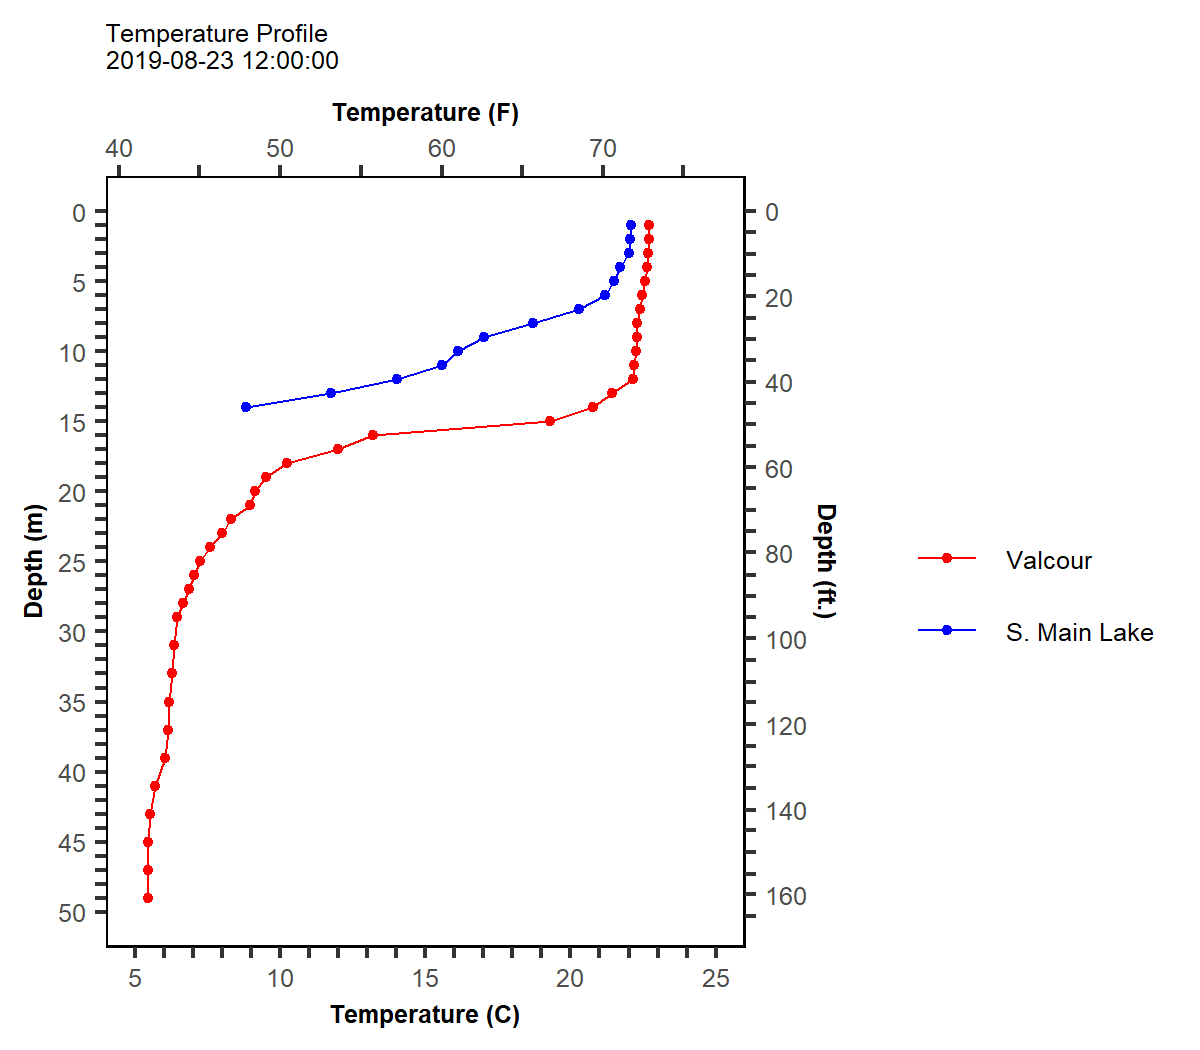 Temperature Profile
2019-08-23 12:00:00
Temperature (F)
40 50 60 70
0
5
10
15
20
25
30
35
40
45
50
Depth (m)
0
20
40
60
80
100
120
140
160
Depth (ft.)
Valcour
S. Main Lake
5 10 15 20 25
Temperature (C)